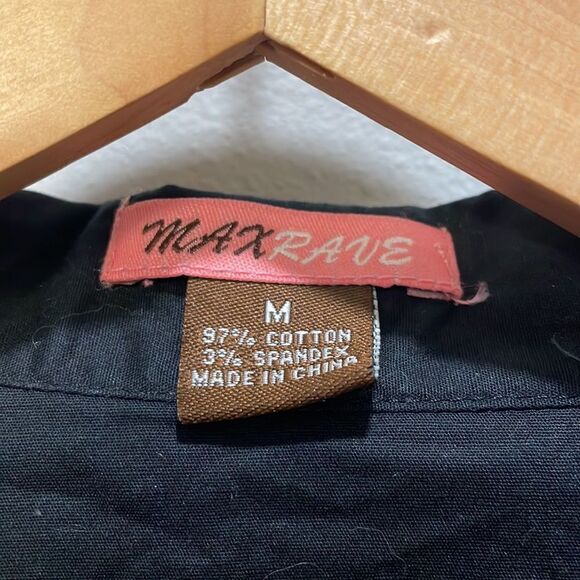 MAXRAVE
M
97% COTTON
3% SPANDEX
MADE IN CHINA